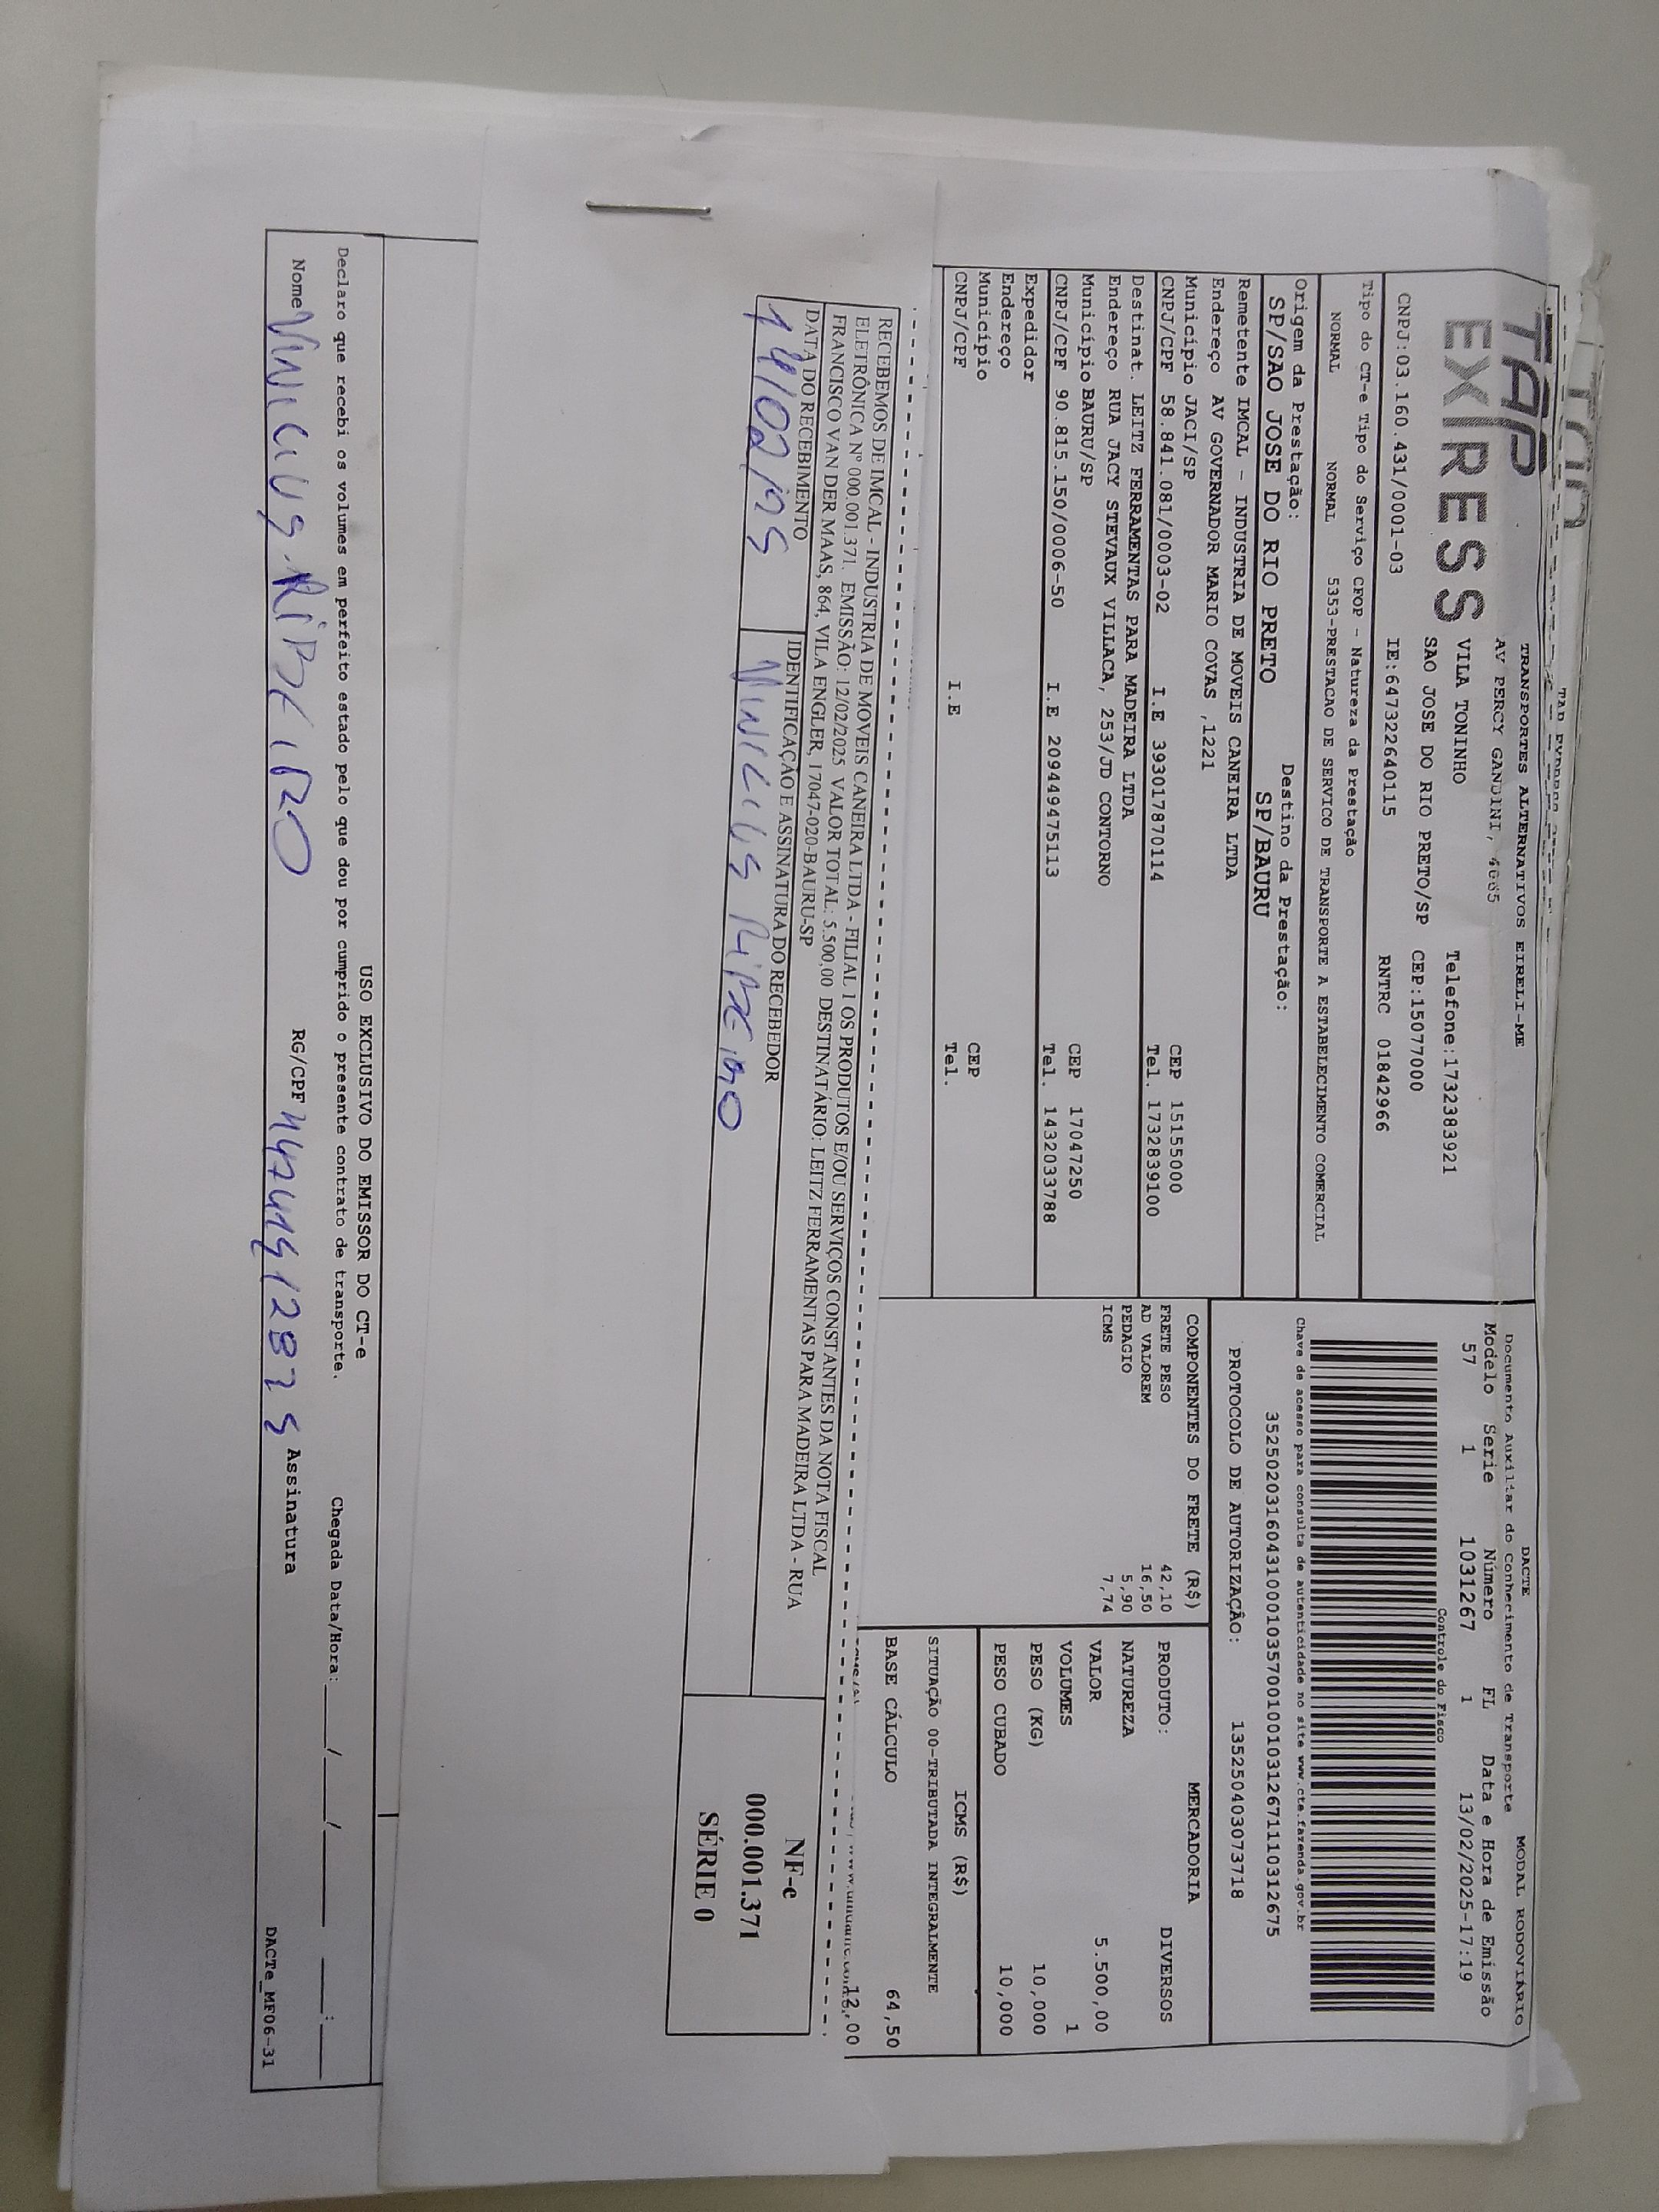 TAP
EXPRESS
TRANSPORTES ALTERNATIVOS EIRELI-ME
AV PERCY GANDINI,
VILA TONINHO
Telefone:1732383921
SAO JOSE DO RIO PRETO/SP CEP:15077000
CNPJ:03.160.431/0001-03 IE:647322640115 RNTRC 01842966
Tipo do CT-e Tipo do Serviço CFOP - Natureza da Prestação
NORMAL NORMAL 5353-PRESTACAO DE SERVICO DE TRANSPORTE A ESTABELECIMENTO COMERCIAL
Origem da Prestação: Destino da Prestação:
SP/SAO JOSE DO RIO PRETO SP/BAURU
Remetente IMCAL - INDUSTRIA DE MOVEIS CANEIRA LTDA
Endereço AV GOVERNADOR MARIO COVAS ,1221
Município JACI/SP CEP 15155000
CNPJ/CPF 58.841.081/0003-02 I.E 393017870114 Tel. 1732839100
Destinat. LEITZ FERRAMENTAS PARA MADEIRA LTDA
Endereço RUA JACY STEVAUX VILLACA, 253/JD CONTORNO
Município BAURU/SP CEP 17047250
CNPJ/CPF 90.815.150/0006-50 I.E 209449475113 Tel. 1432033788
Expedidor
Endereço
Município CEP
CNPJ/CPF I.E Tel.
DACTE MODAL RODOVIÁRIO
Documento Auxiliar do Conhecimento de Transporte
Modelo Serie Número FL Data e Hora de Emissão
57 1 1031267 1 13/02/2025-17:19
Controle do Fisco
Chave de acesso para consulta de autenticidade no site www.cte.fazenda.gov.br
35250203160431000103570010010312671110312675
PROTOCOLO DE AUTORIZAÇÃO: 135250403073718
COMPONENTES DO FRETE (R$)
FRETE PESO 42,10
AD VALOREM 16,50
PEDAGIO 5,90
ICMS 7,74
MERCADORIA
PRODUTO: DIVERSOS
NATUREZA
VALOR 5.500,00
VOLUMES 1
PESO (KG) 10,000
PESO CUBADO 10,000
ICMS (R$)
SITUAÇÃO 00-TRIBUTADA INTEGRALMENTE
BASE CÁLCULO 64,50
12,00
RECEBEMOS DE IMCAL - INDUSTRIA DE MOVEIS CANEIRA LTDA - FILIAL 1 OS PRODUTOS E/OU SERVIÇOS CONSTANTES DA NOTA FISCAL
ELETRÔNICA Nº 000.001.371. EMISSÃO: 12/02/2025 VALOR TOTAL: 5.500,00 DESTINATÁRIO: LEITZ FERRAMENTAS PARA MADEIRA LTDA - RUA
FRANCISCO VAN DER MAAS, 864, VILA ENGLER, 17047-020-BAURU-SP
DATA DO RECEBIMENTO
IDENTIFICAÇÃO E ASSINATURA DO RECEBEDOR
Vinicius Ribeiro
NF-e
000.001.371
SÉRIE 0
USO EXCLUSIVO DO EMISSOR DO CT-e
Declaro que recebi os volumes em perfeito estado pelo que dou por cumprido o presente contrato de transporte. Chegada Data/Hora: ____/____/______ ____:____
Nome Vinicius Ribeiro RG/CPF Assinatura
DACTe_MF06-31